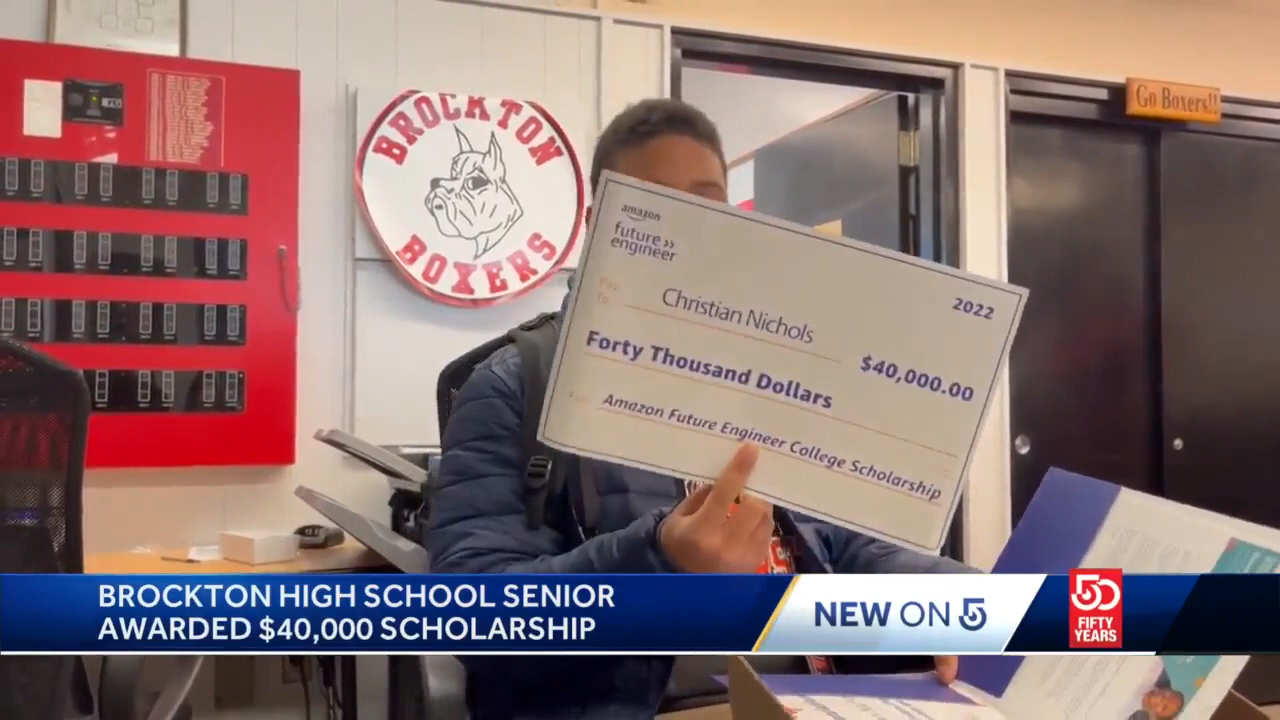 BROCKTON
BOXERS
Go Boxers!!
amazon
future
engineer
2022
Pay
To
Christian Nichols
$40,000.00
Forty Thousand Dollars
Amazon Future Engineer College Scholarship
BROCKTON HIGH SCHOOL SENIOR
AWARDED $40,000 SCHOLARSHIP
NEW ON 5
50
FIFTY
YEARS